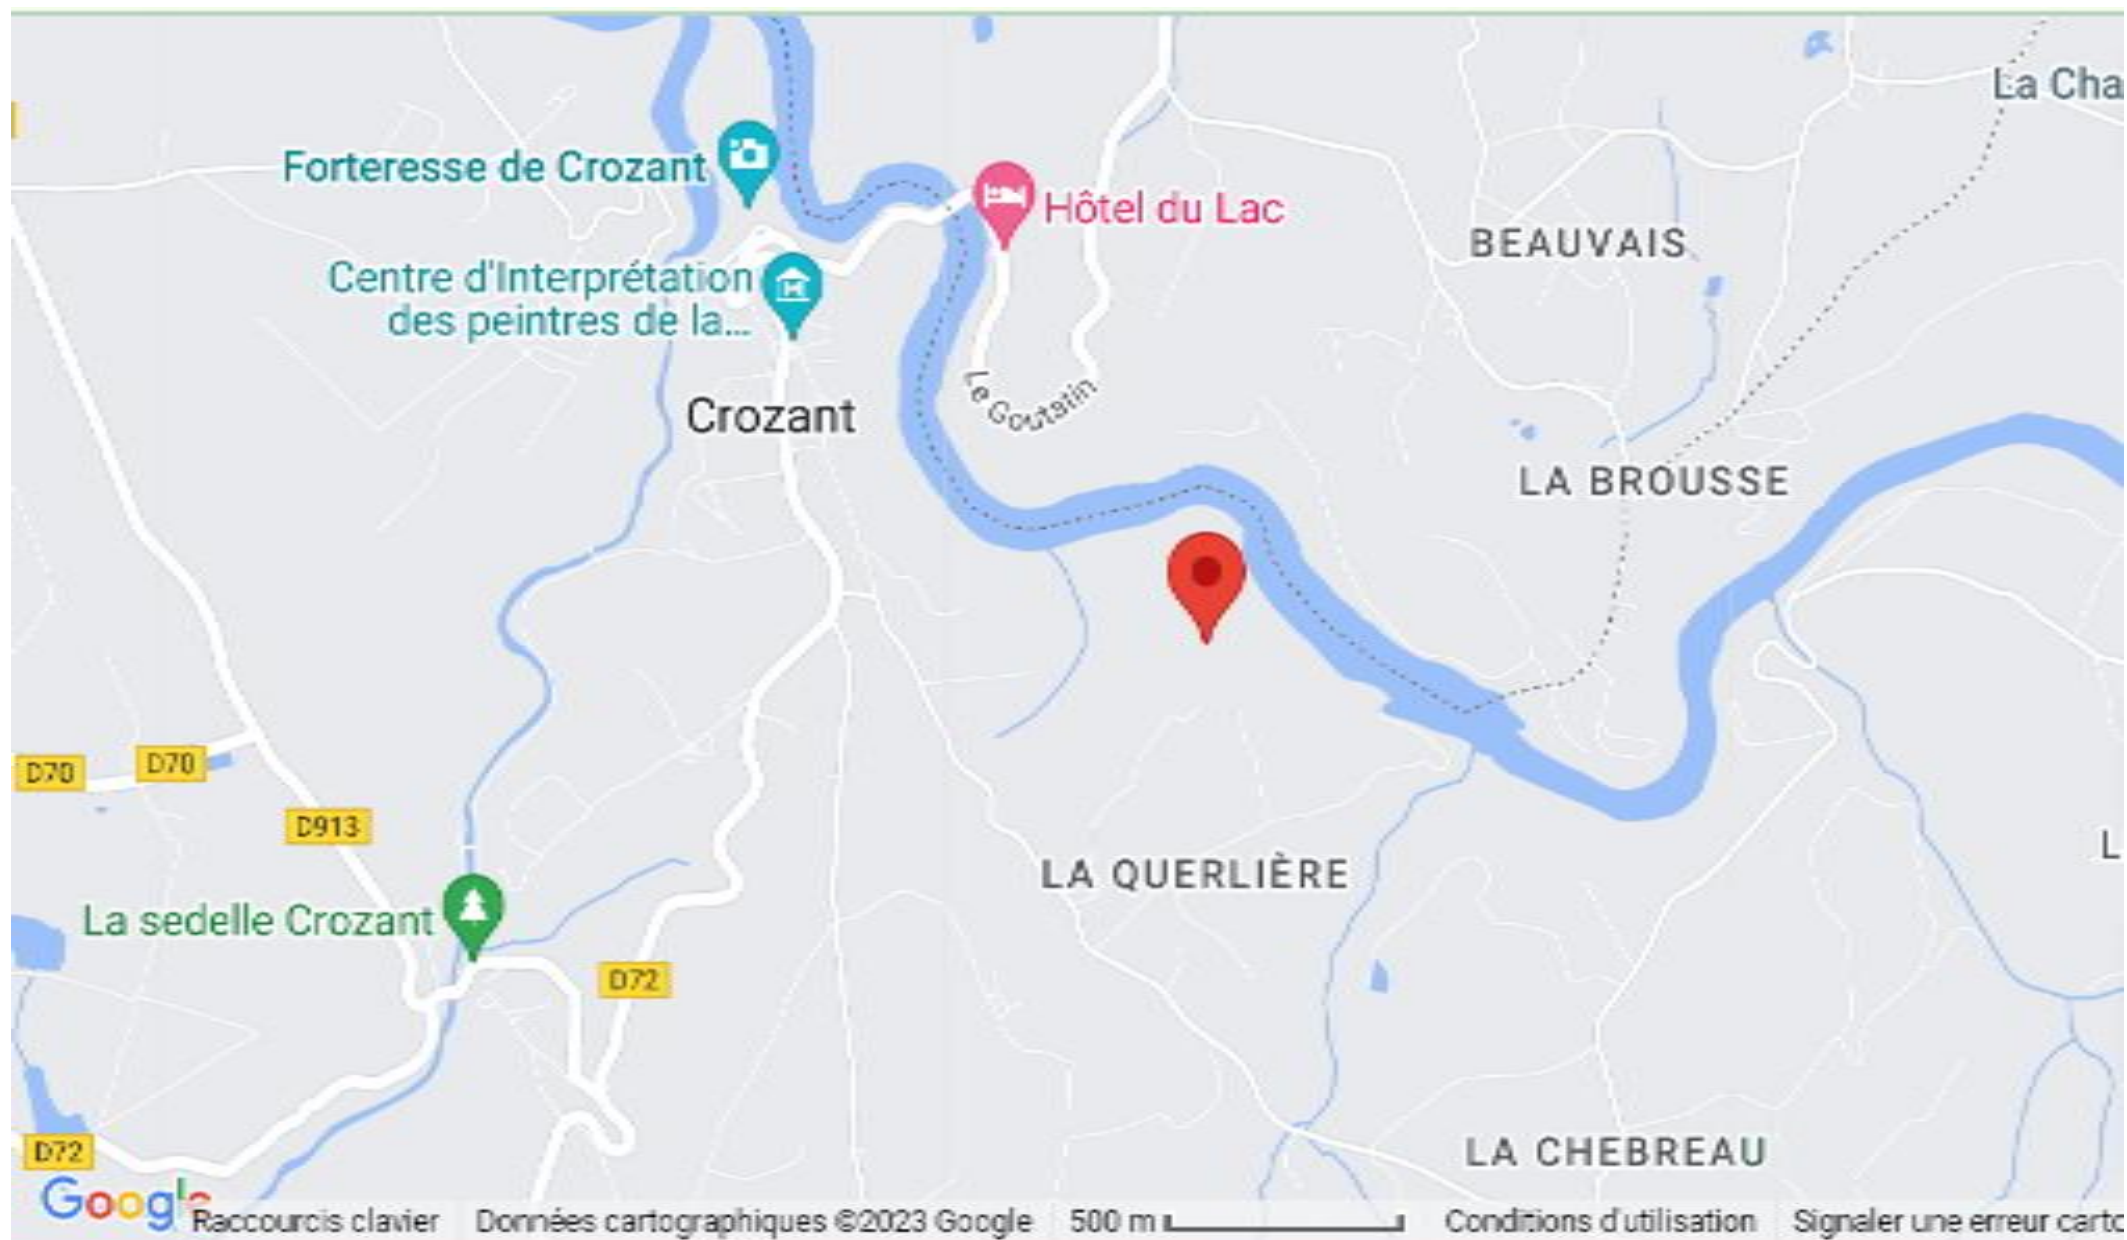 La Cha
Forteresse de Crozant
Hôtel du Lac
BEAUVAIS
Centre d'Interprétation
des peintres de la...
Le Goutatin
Crozant
LA BROUSSE
D70
D70
D913
L
LA QUERLIÈRE
La sedelle Crozant
D72
D72
LA CHEBREAU
Google
Raccourcis clavier
Données cartographiques ©2023 Google
500 m
Conditions d'utilisation
Signaler une erreur carto